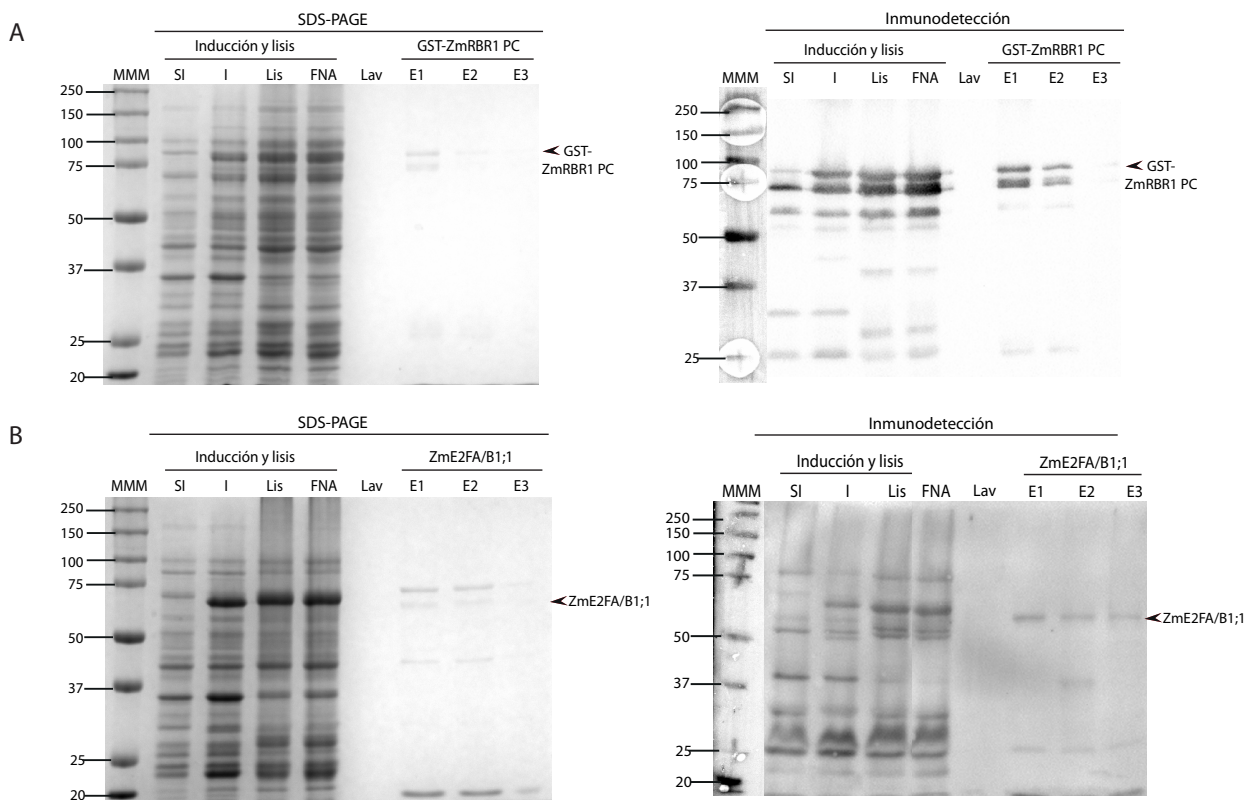 A
SDS-PAGE
Inducción y lisis GST-ZmRBR1 PC
MMM SI I Lis FNA Lav E1 E2 E3
250
150
100
75
50
37
25
20
GST-
ZmRBR1 PC
Inmunodetección
Inducción y lisis GST-ZmRBR1 PC
MMM SI I Lis FNA Lav E1 E2 E3
250
150
100
75
50
37
25
GST-
ZmRBR1 PC
B
SDS-PAGE
Inducción y lisis ZmE2FA/B1;1
MMM SI I Lis FNA Lav E1 E2 E3
250
150
100
75
50
37
25
20
ZmE2FA/B1;1
Inmunodetección
Inducción y lisis ZmE2FA/B1;1
MMM SI I Lis FNA Lav E1 E2 E3
250
150
100
75
50
37
25
20
ZmE2FA/B1;1